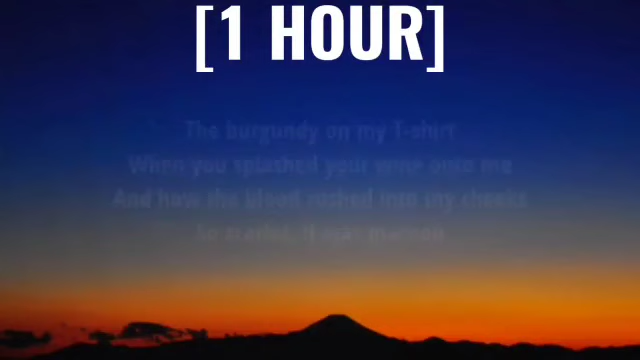 [1 HOUR]
The burgundy on my T-shirt
When you splashed your wine onto me
And how the blood rushed into my cheeks
So scarlet, it was maroon